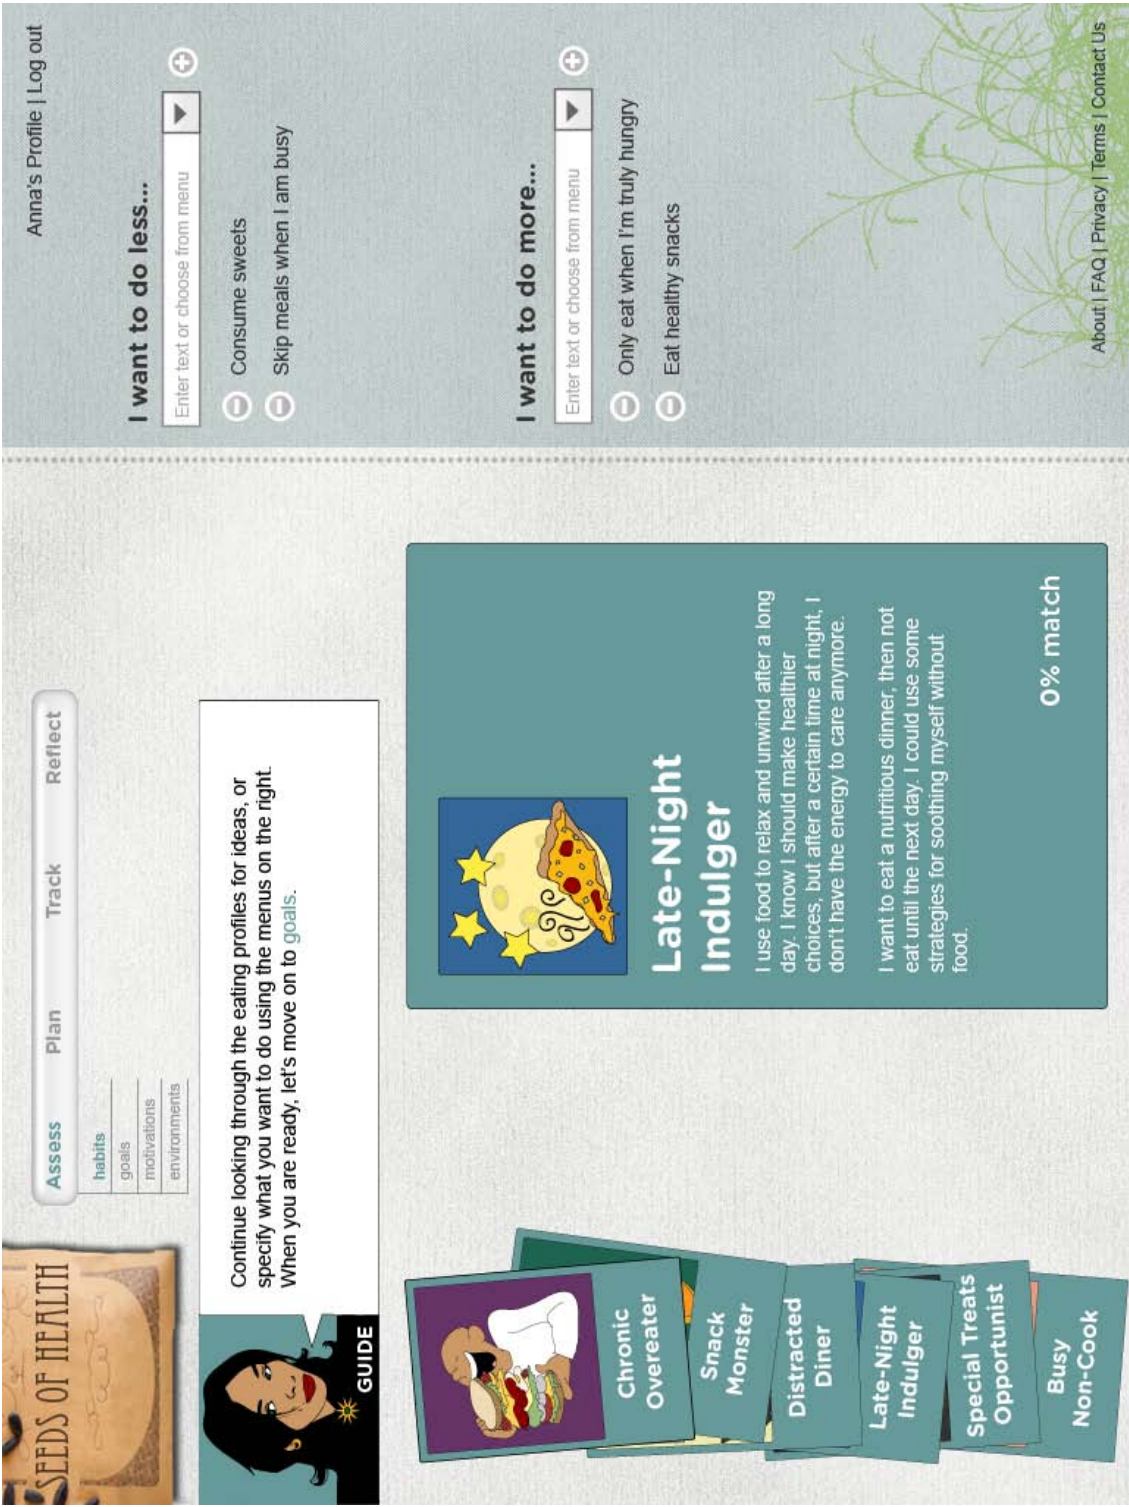 SEEDS OF HEALTH
Assess Plan Track Reflect
habits
goals
motivations
environments
Anna's Profile | Log out
GUIDE
Continue looking through the eating profiles for ideas, or
specify what you want to do using the menus on the right.
When you are ready, let's move on to goals.
Chronic
Overeater
Snack
Monster
Distracted
Diner
Late-Night
Indulger
Special Treats
Opportunist
Busy
Non-Cook
Late-Night
Indulger
I use food to relax and unwind after a long
day. I know I should make healthier
choices, but after a certain time at night, I
don't have the energy to care anymore.
I want to eat a nutritious dinner, then not
eat until the next day. I could use some
strategies for soothing myself without
food.
0% match
I want to do less...
Enter text or choose from menu
Consume sweets
Skip meals when I am busy
I want to do more...
Enter text or choose from menu
Only eat when I'm truly hungry
Eat healthy snacks
About | FAQ | Privacy | Terms | Contact Us